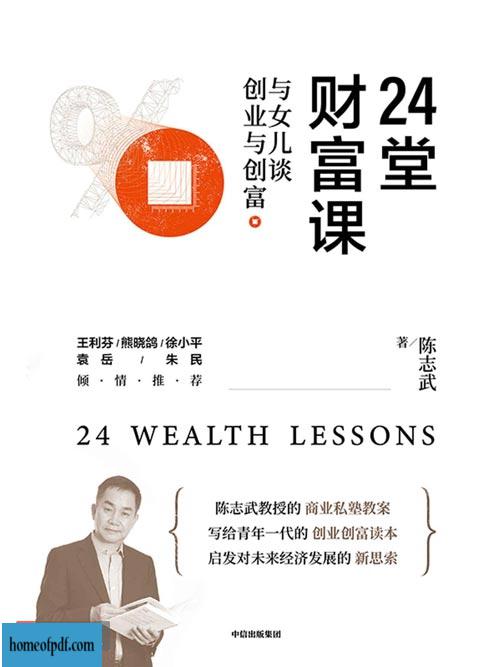 24堂
财富课
与女儿谈
创业与创富
陈志武
著
王利芬/熊晓鸽/徐小平
袁岳/朱民
倾·情·推·荐
24 WEALTH LESSONS
陈志武教授的 商业私塾教案
写给青年一代的 创业创富读本
启发对未来经济发展的 新思索
中信出版集团
homeofpdf.com